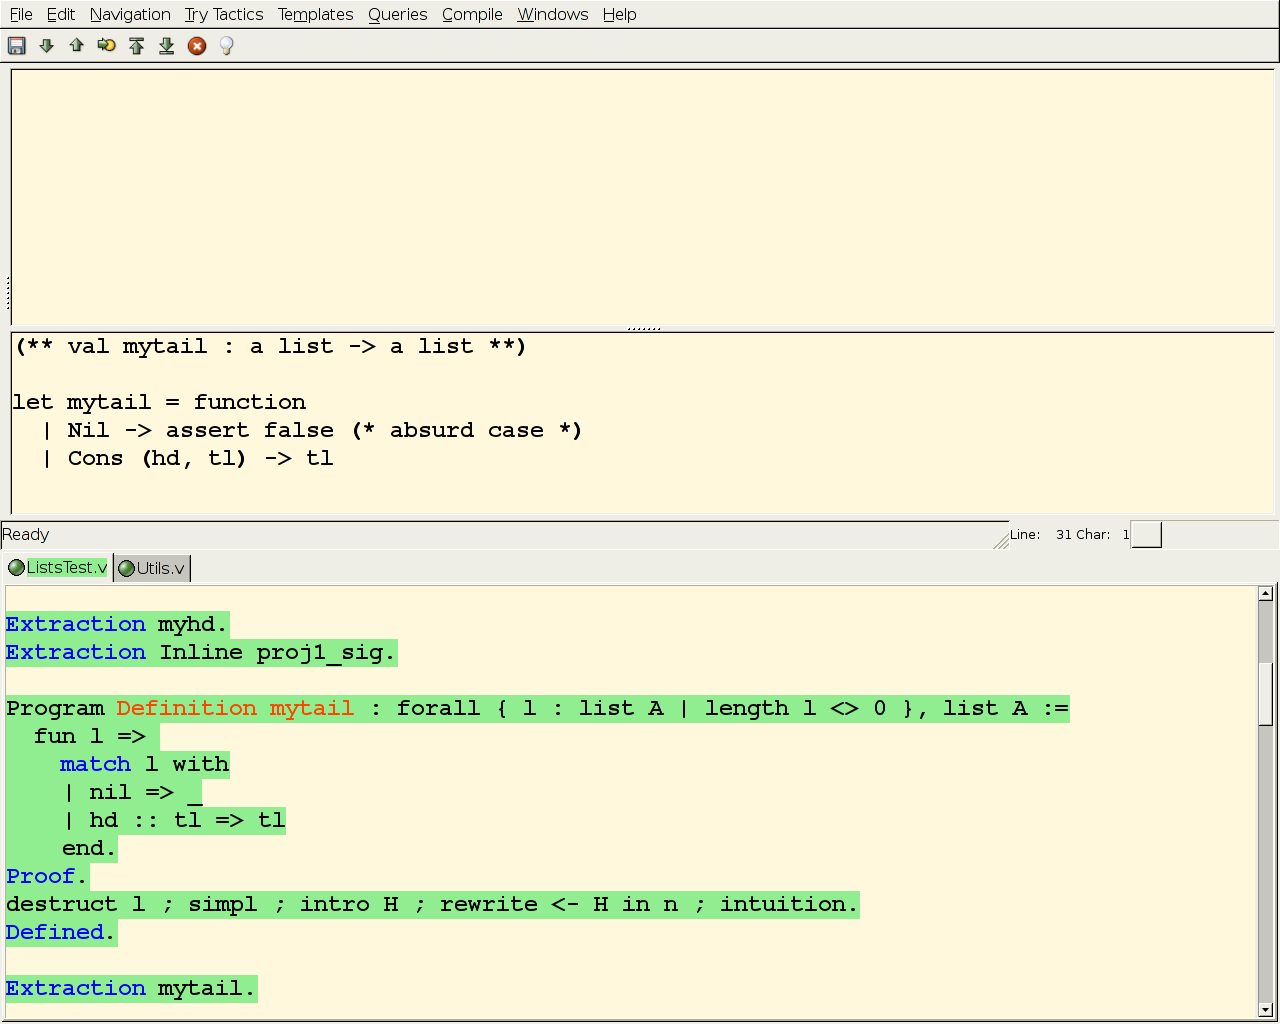 File Edit Navigation Try Tactics Templates Queries Compile Windows Help
(** val mytail : a list -> a list **)
let mytail = function
  | Nil -> assert false (* absurd case *)
  | Cons (hd, tl) -> tl
Ready
Line: 31 Char: 1
ListsTest.v Utils.v
Extraction myhd.
Extraction Inline proj1_sig.
Program Definition mytail : forall { l : list A | length l <> 0 }, list A :=
  fun l =>
    match l with
    | nil => _
    | hd :: tl => tl
    end.
Proof.
destruct l ; simpl ; intro H ; rewrite <- H in n ; intuition.
Defined.
Extraction mytail.